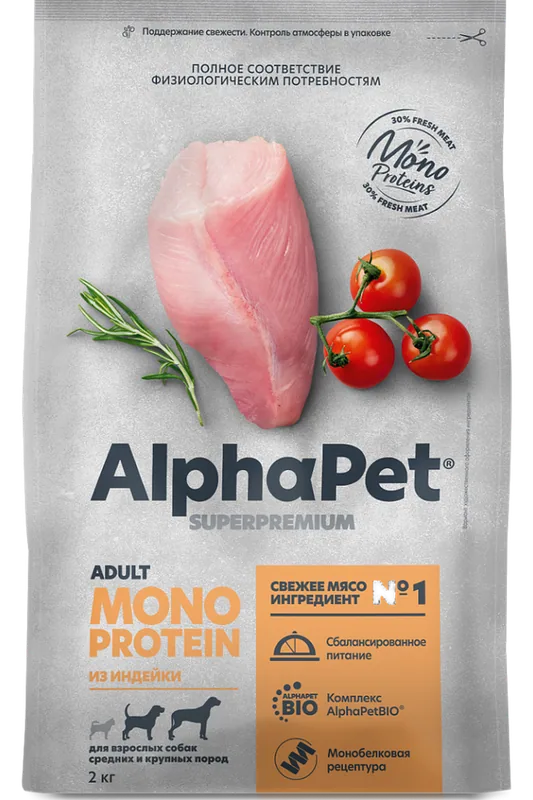 Поддержание свежести. Контроль атмосферы в упаковке
ПОЛНОЕ СООТВЕТСТВИЕ
ФИЗИОЛОГИЧЕСКИМ ПОТРЕБНОСТЯМ
30% FRESH MEAT
Mono
Proteins
30% FRESH MEAT
AlphaPet®
SUPERPREMIUM
ADULT
MONO
PROTEIN
ИЗ ИНДЕЙКИ
для взрослых собак
средних и крупных пород
2 кг
СВЕЖЕЕ МЯСО
ИНГРЕДИЕНТ №1
Сбалансированное
питание
ALPHAPET
BIO
Комплекс
AlphaPetBIO®
Монобелковая
рецептура